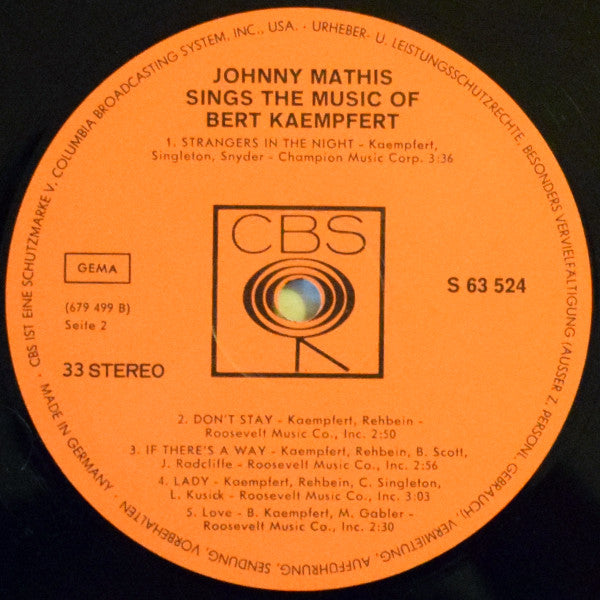 JOHNNY MATHIS
SINGS THE MUSIC OF
BERT KAEMPFERT
1. STRANGERS IN THE NIGHT - Kaempfert,
Singleton, Snyder - Champion Music Corp. 3:36
CBS
GEMA
(679 499 B)
Seite 2
33 STEREO
S 63 524
2. DON'T STAY - Kaempfert, Rehbein -
Roosevelt Music Co., Inc. 2:50
3. IF THERE'S A WAY - Kaempfert, Rehbein, B. Scott,
J. Radcliffe - Roosevelt Music Co., Inc. 2:56
4. LADY - Kaempfert, Rehbein, C. Singleton,
L. Kusick - Roosevelt Music Co., Inc. 3:03
5. Love - B. Kaempfert, M. Gabler -
Roosevelt Music Co., Inc. 2:30
CBS IST EINE SCHUTZMARKE V. COLUMBIA BROADCASTING SYSTEM, INC., USA. · URHEBER- U. LEISTUNGSSCHUTZRECHTE, BESONDERS VERVIELFÄLTIGUNG (AUSSER Z. PERSÖNL. GEBRAUCH), VERMIETUNG, AUFFÜHRUNG, SENDUNG, VORBEHALTEN · MADE IN GERMANY ·